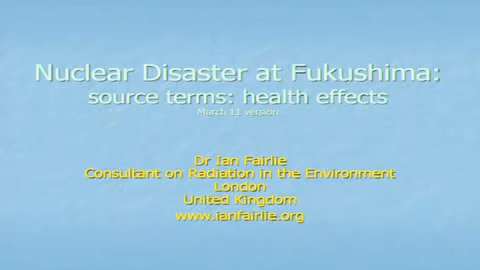 Nuclear Disaster at Fukushima:
source terms: health effects
March 11 version
Dr Ian Fairlie
Consultant on Radiation in the Environment
London
United Kingdom
www.ianfairlie.org